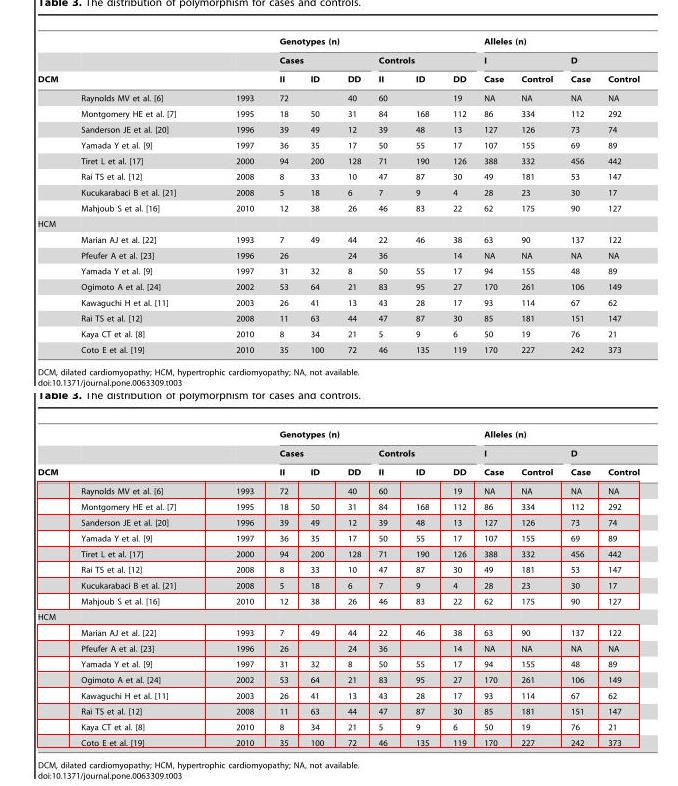 Table 3. The distribution of polymorphism for cases and controls.
Genotypes (n) Alleles (n)
Cases Controls I D
DCM II ID DD II ID DD Case Control Case Control
Raynolds MV et al. [6] 1993 72 40 60 19 NA NA NA NA
Montgomery HE et al. [7] 1995 18 50 31 84 168 112 86 334 112 292
Sanderson JE et al. [20] 1996 39 49 12 39 48 13 127 126 73 74
Yamada Y et al. [9] 1997 36 35 17 50 55 17 107 155 69 89
Tiret L et al. [17] 2000 94 200 128 71 190 126 388 332 456 442
Rai TS et al. [12] 2008 8 33 10 47 87 30 49 181 53 147
Kucukarabaci B et al. [21] 2008 5 18 6 7 9 4 28 23 30 17
Mahjoub S et al. [16] 2010 12 38 26 46 83 22 62 175 90 127
HCM
Marian AJ et al. [22] 1993 7 49 44 22 46 38 63 90 137 122
Pfeufer A et al. [23] 1996 26 24 36 14 NA NA NA NA
Yamada Y et al. [9] 1997 31 32 8 50 55 17 94 155 48 89
Ogimoto A et al. [24] 2002 53 64 21 83 95 27 170 261 106 149
Kawaguchi H et al. [11] 2003 26 41 13 43 28 17 93 114 67 62
Rai TS et al. [12] 2008 11 63 44 47 87 30 85 181 151 147
Kaya CT et al. [8] 2010 8 34 21 5 9 6 50 19 76 21
Coto E et al. [19] 2010 35 100 72 46 135 119 170 227 242 373
DCM, dilated cardiomyopathy; HCM, hypertrophic cardiomyopathy; NA, not available.
doi:10.1371/journal.pone.0063309.t003
Table 3. The distribution of polymorphism for cases and controls.
Genotypes (n) Alleles (n)
Cases Controls I D
DCM II ID DD II ID DD Case Control Case Control
Raynolds MV et al. [6] 1993 72 40 60 19 NA NA NA NA
Montgomery HE et al. [7] 1995 18 50 31 84 168 112 86 334 112 292
Sanderson JE et al. [20] 1996 39 49 12 39 48 13 127 126 73 74
Yamada Y et al. [9] 1997 36 35 17 50 55 17 107 155 69 89
Tiret L et al. [17] 2000 94 200 128 71 190 126 388 332 456 442
Rai TS et al. [12] 2008 8 33 10 47 87 30 49 181 53 147
Kucukarabaci B et al. [21] 2008 5 18 6 7 9 4 28 23 30 17
Mahjoub S et al. [16] 2010 12 38 26 46 83 22 62 175 90 127
HCM
Marian AJ et al. [22] 1993 7 49 44 22 46 38 63 90 137 122
Pfeufer A et al. [23] 1996 26 24 36 14 NA NA NA NA
Yamada Y et al. [9] 1997 31 32 8 50 55 17 94 155 48 89
Ogimoto A et al. [24] 2002 53 64 21 83 95 27 170 261 106 149
Kawaguchi H et al. [11] 2003 26 41 13 43 28 17 93 114 67 62
Rai TS et al. [12] 2008 11 63 44 47 87 30 85 181 151 147
Kaya CT et al. [8] 2010 8 34 21 5 9 6 50 19 76 21
Coto E et al. [19] 2010 35 100 72 46 135 119 170 227 242 373
DCM, dilated cardiomyopathy; HCM, hypertrophic cardiomyopathy; NA, not available.
doi:10.1371/journal.pone.0063309.t003